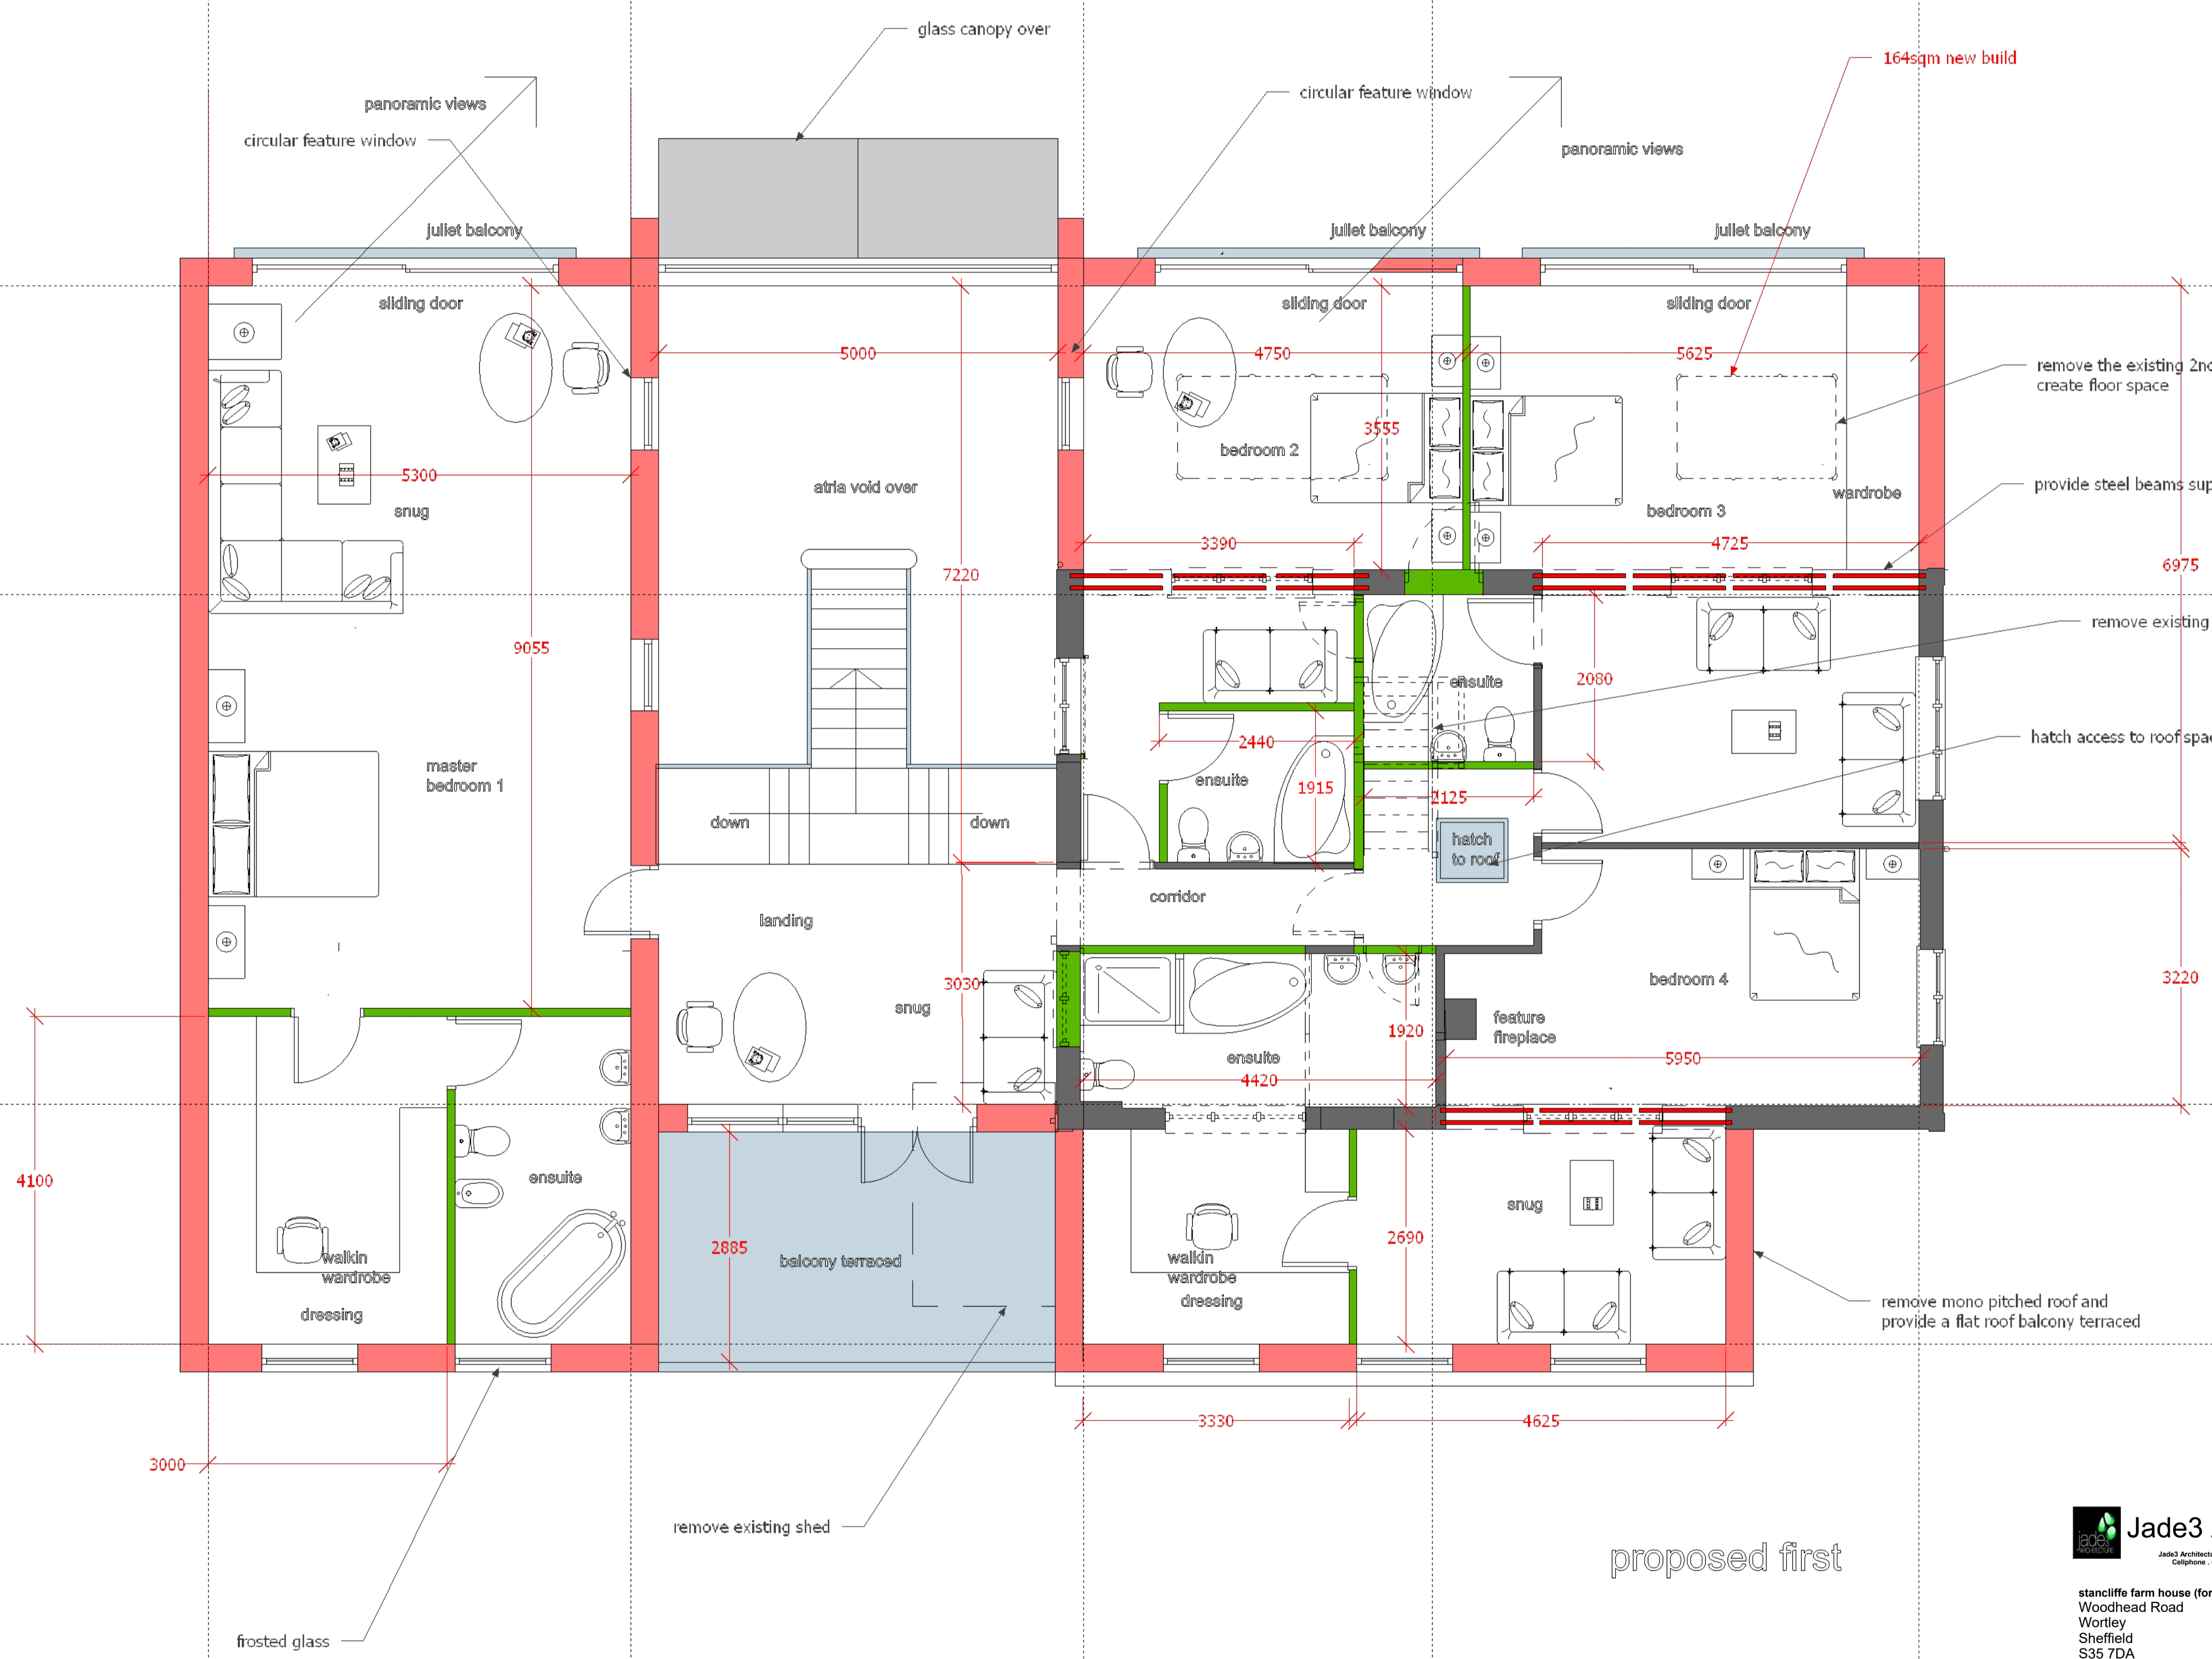 glass canopy over
164sqm new build
panoramic views
circular feature window
circular feature window
panoramic views
juliet balcony
juliet balcony
juliet balcony
sliding door
sliding door
sliding door
5000
4750
5625
remove the existing 2n
create floor space
3555
bedroom 2
5300
snug
atria void over
wardrobe
bedroom 3
provide steel beams sup
3390
4725
7220
6975
remove existing
9055
ensuite
2080
2440
hatch access to roof spa
master
bedroom 1
ensuite
1915
2125
down
down
hatch
to roof
corridor
landing
3030
snug
bedroom 4
3220
feature
fireplace
1920
ensuite
4420
5950
4100
ensuite
snug
2885
balcony terraced
2690
walkin
wardrobe
dressing
walkin
wardrobe
dressing
remove mono pitched roof and
provide a flat roof balcony terraced
3330
4625
3000
remove existing shed
frosted glass
proposed first
jade3
ARCHITECTURE
Jade3
Jade3 Architectu
Cellphone .
stancliffe farm house (for
Woodhead Road
Wortley
Sheffield
S35 7DA